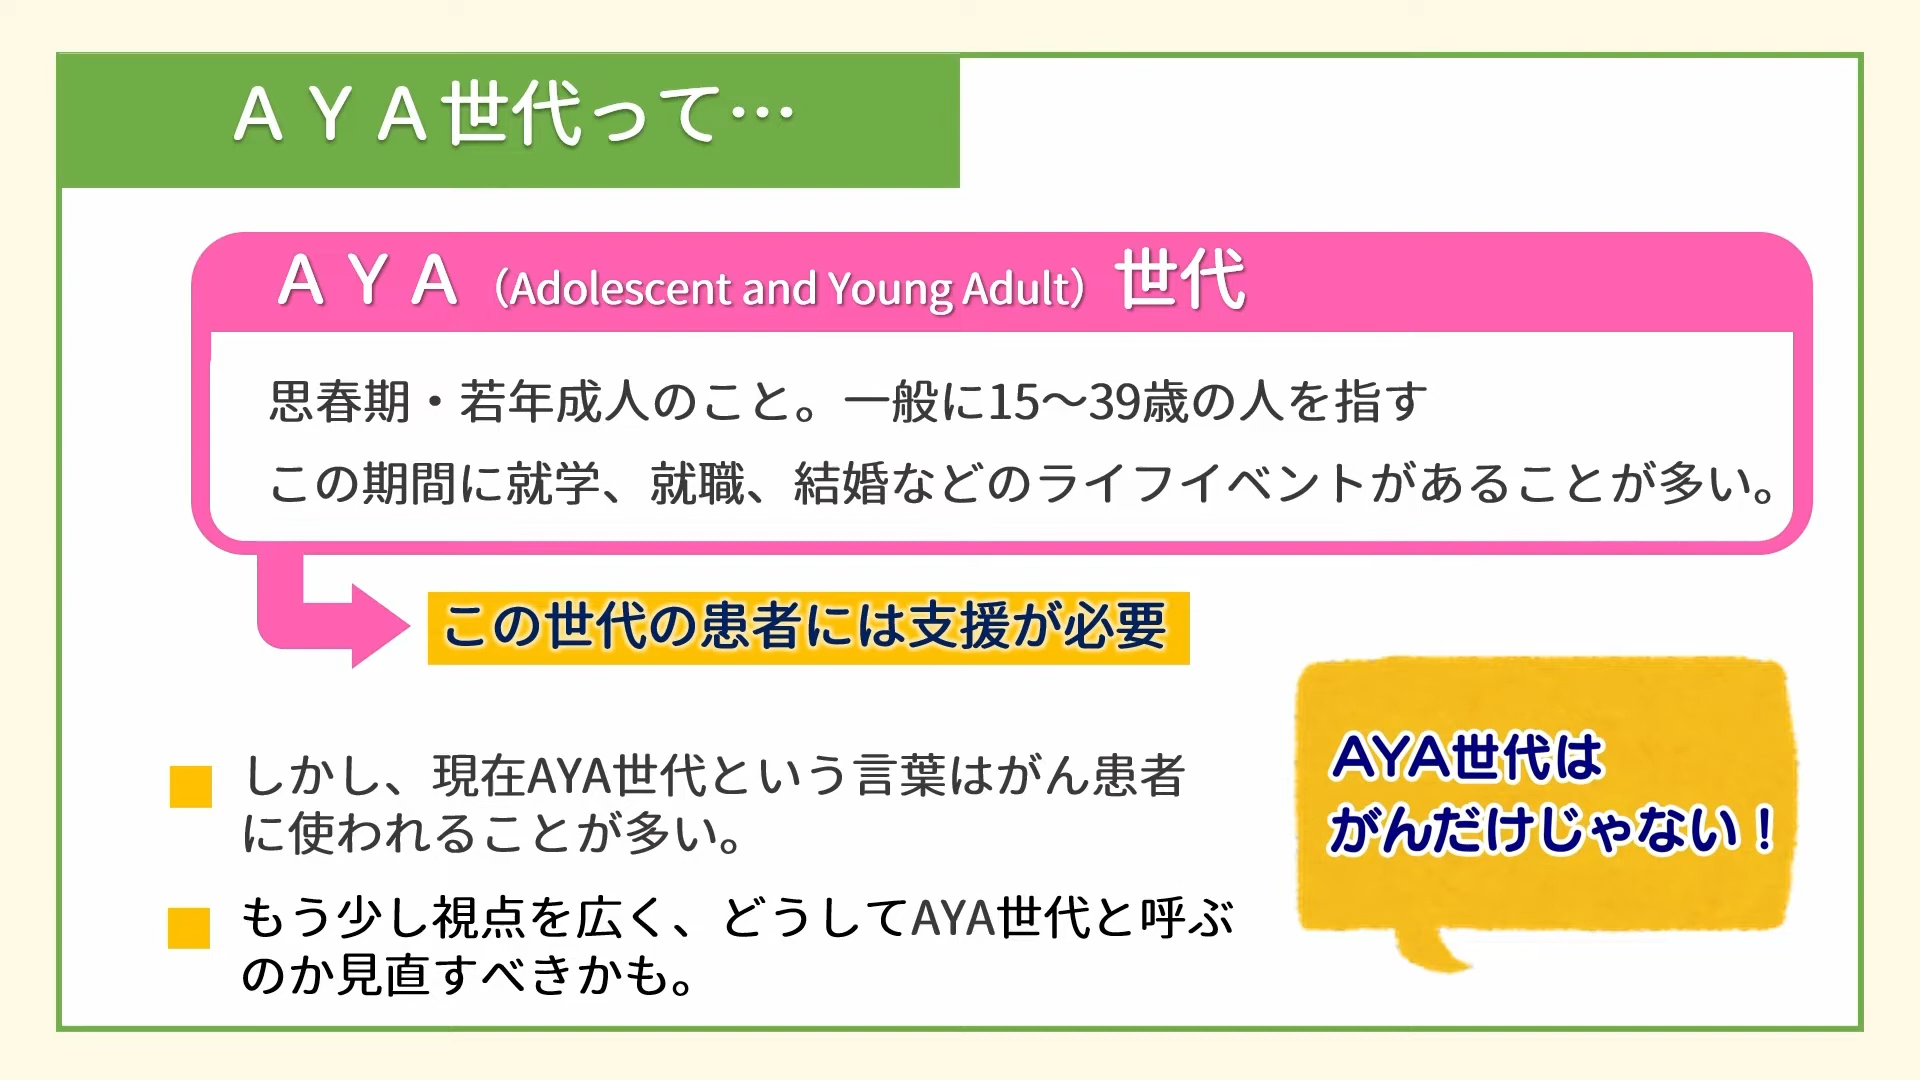 ＡＹＡ世代って…
ＡＹＡ（Adolescent and Young Adult）世代
思春期・若年成人のこと。一般に15～39歳の人を指す
この期間に就学、就職、結婚などのライフイベントがあることが多い。
この世代の患者には支援が必要
しかし、現在AYA世代という言葉はがん患者
に使われることが多い。
もう少し視点を広く、どうしてAYA世代と呼ぶ
のか見直すべきかも。
AYA世代は
がんだけじゃない！